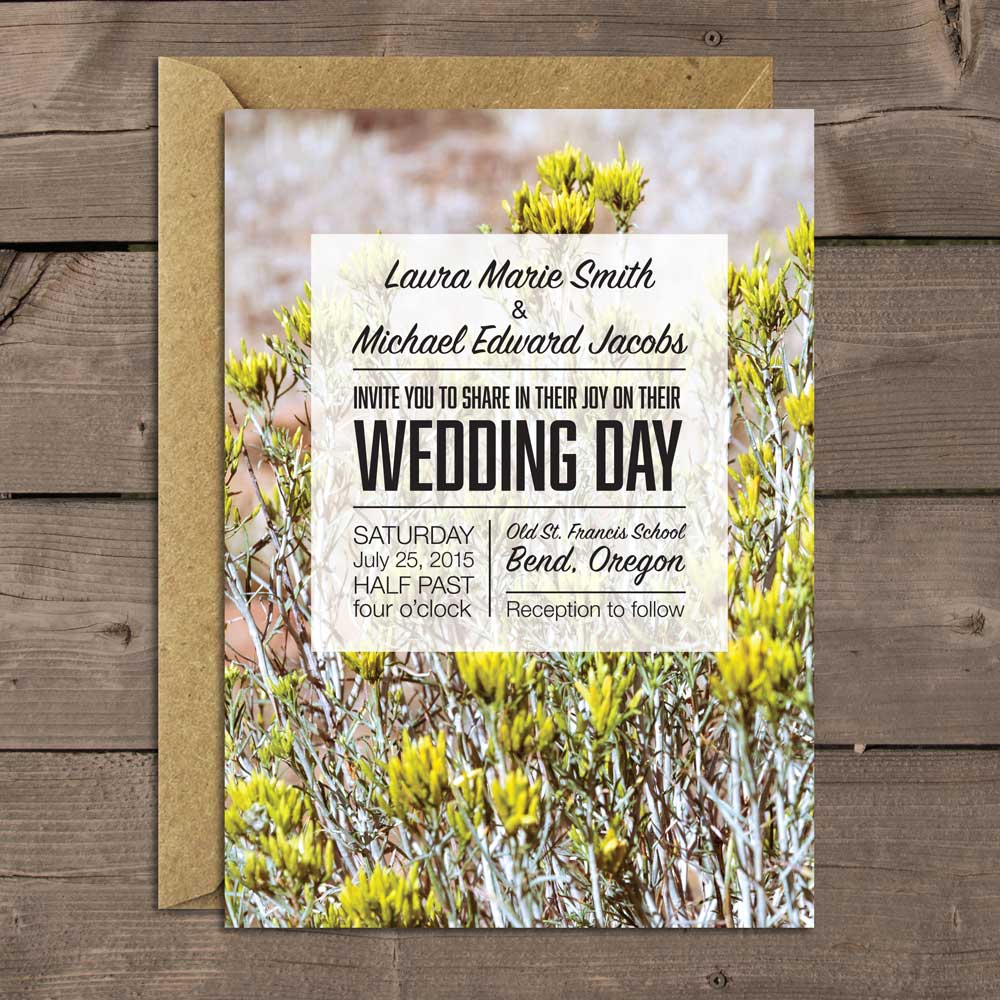 Laura Marie Smith
&
Michael Edward Jacobs
INVITE YOU TO SHARE IN THEIR JOY ON THEIR
WEDDING DAY
SATURDAY
July 25, 2015
HALF PAST
four o'clock
Old St. Francis School
Bend, Oregon
Reception to follow